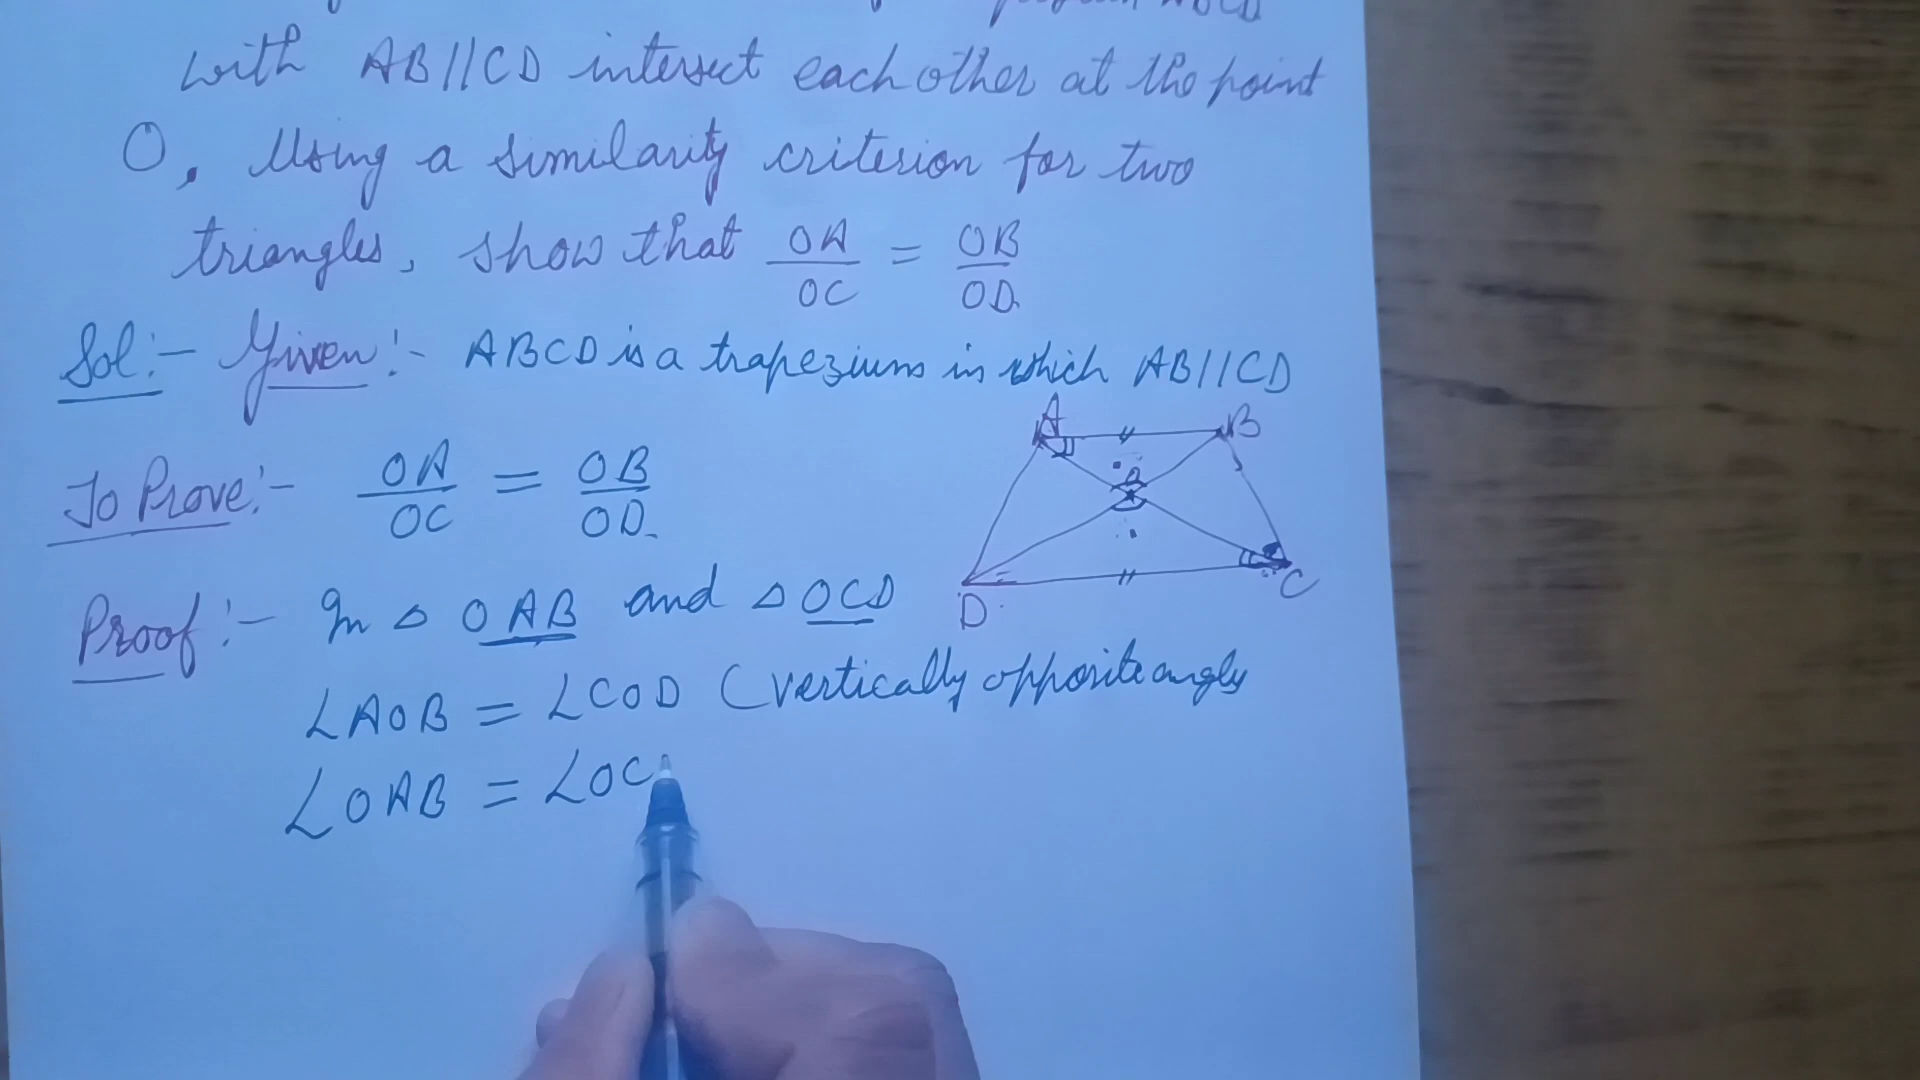 ABCD
with AB//CD intersect each other at the point
O, Using a similarity criterion for two
triangles, show that OA/OC = OB/OD.
Sol:- Given:- ABCD is a trapezium in which AB//CD
A B
To Prove:- OA/OC = OB/OD.
O
D C
Proof:- In △ OAB and △ OCD
∠AOB = ∠COD (vertically opposite angles
∠OAB = ∠OC